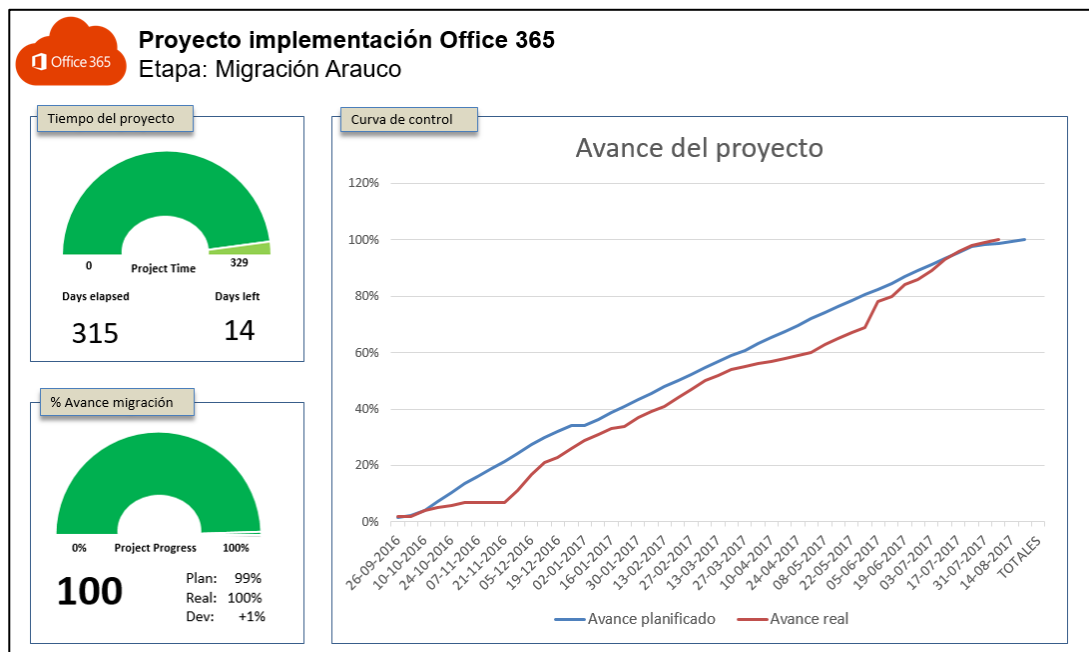 Office 365
Proyecto implementación Office 365
Etapa: Migración Arauco
Tiempo del proyecto
0
Project Time
329
Days elapsed
Days left
315
14
% Avance migración
0%
Project Progress
100%
100
Plan: 99%
Real: 100%
Dev: +1%
Curva de control
Avance del proyecto
120%
100%
80%
60%
40%
20%
0%
26-09-2016
10-10-2016
24-10-2016
07-11-2016
21-11-2016
05-12-2016
19-12-2016
02-01-2017
16-01-2017
30-01-2017
13-02-2017
27-02-2017
13-03-2017
27-03-2017
10-04-2017
24-04-2017
08-05-2017
22-05-2017
05-06-2017
19-06-2017
03-07-2017
17-07-2017
31-07-2017
14-08-2017
TOTALES
Avance planificado
Avance real